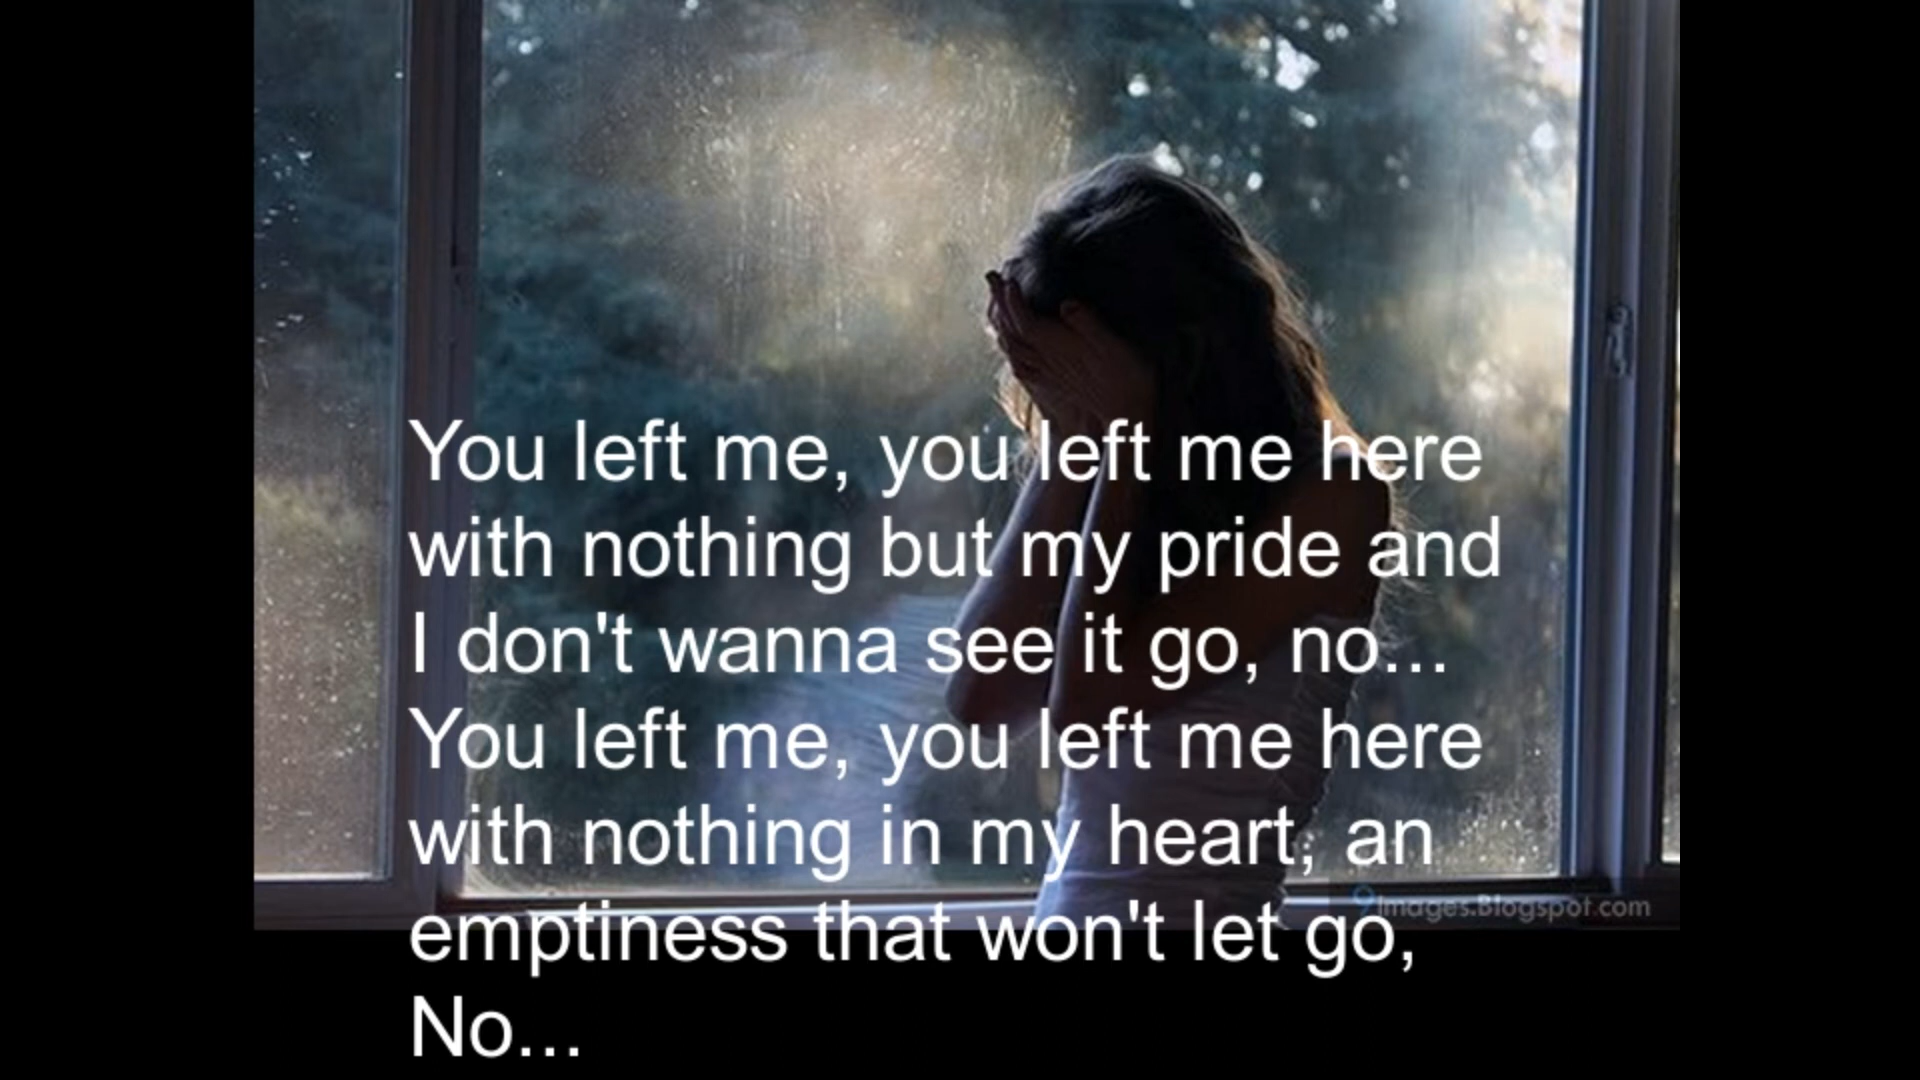 You left me, you left me here
with nothing but my pride and
I don't wanna see it go, no...
You left me, you left me here
with nothing in my heart, an
emptiness that won't let go,
No...
9Images.Blogspot.com